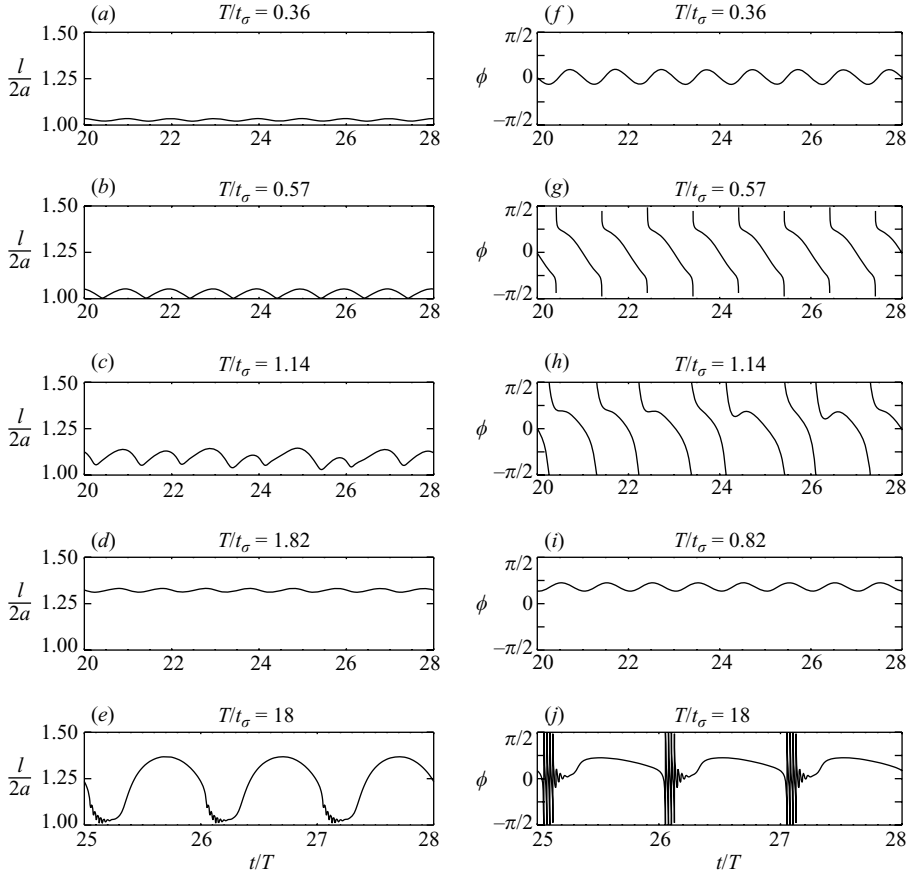 (a) T/tσ = 0.36
1.50
1.25
1.00
l/2a
20 22 24 26 28
(f) T/tσ = 0.36
π/2
0
−π/2
ϕ
20 22 24 26 28
(b) T/tσ = 0.57
1.50
1.25
1.00
l/2a
20 22 24 26 28
(g) T/tσ = 0.57
π/2
0
−π/2
ϕ
20 22 24 26 28
(c) T/tσ = 1.14
1.50
1.25
1.00
l/2a
20 22 24 26 28
(h) T/tσ = 1.14
π/2
0
−π/2
ϕ
20 22 24 26 28
(d) T/tσ = 1.82
1.50
1.25
1.00
l/2a
20 22 24 26 28
(i) T/tσ = 0.82
π/2
0
−π/2
ϕ
20 22 24 26 28
(e) T/tσ = 18
1.50
1.25
1.00
l/2a
25 26 27 28
t/T
(j) T/tσ = 18
π/2
0
−π/2
ϕ
25 26 27 28
t/T